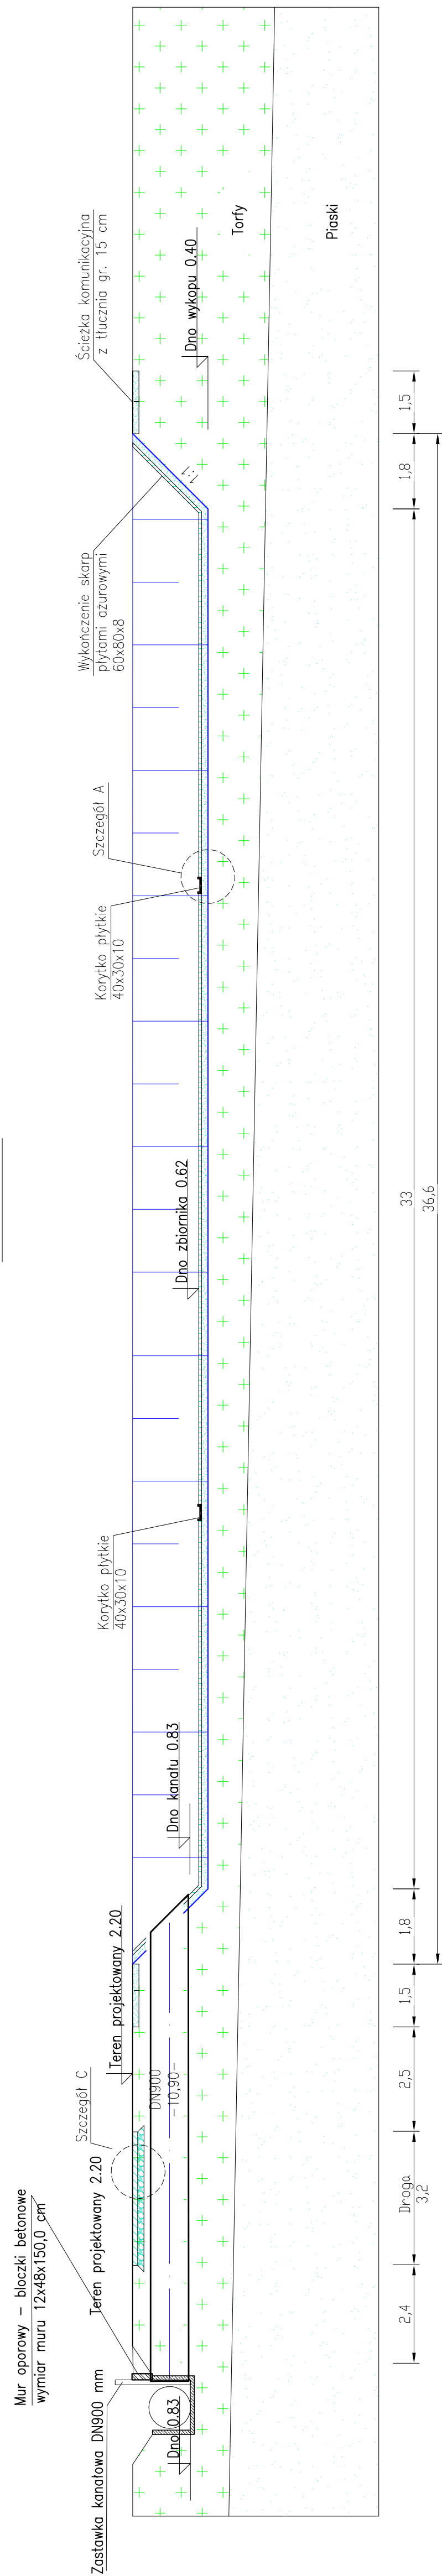 Mur oporowy – bloczki betonowe
wymiar muru 12x48x150,0 cm
Zastawka kanałowa DN900 mm
Teren projektowany 2.20
Szczegół C
Teren projektowany 2.20
Dno 0.83
DN900
-10,90-
Dno kanału 0.83
Korytko płytkie
40x30x10
Dno zbiornika 0.62
Korytko płytkie
40x30x10
Szczegół A
Wykończenie skarp
płytami ażurowymi
60x80x8
1:1
Ścieżka komunikacyjna
z tłucznia gr. 15 cm
Dno wykopu 0.40
Torfy
Piaski
2,4
Droga
3,2
2,5
1,5
1,8
33
1,8
1,5
36,6